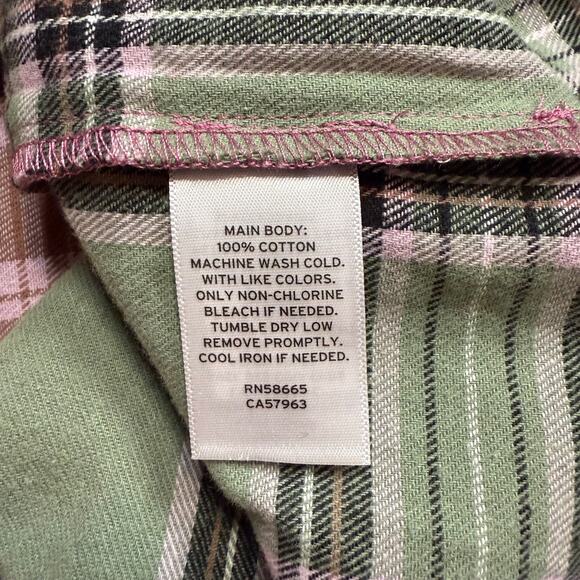 MAIN BODY:
100% COTTON
MACHINE WASH COLD.
WITH LIKE COLORS.
ONLY NON-CHLORINE
BLEACH IF NEEDED.
TUMBLE DRY LOW
REMOVE PROMPTLY.
COOL IRON IF NEEDED.
RN58665
CA57963